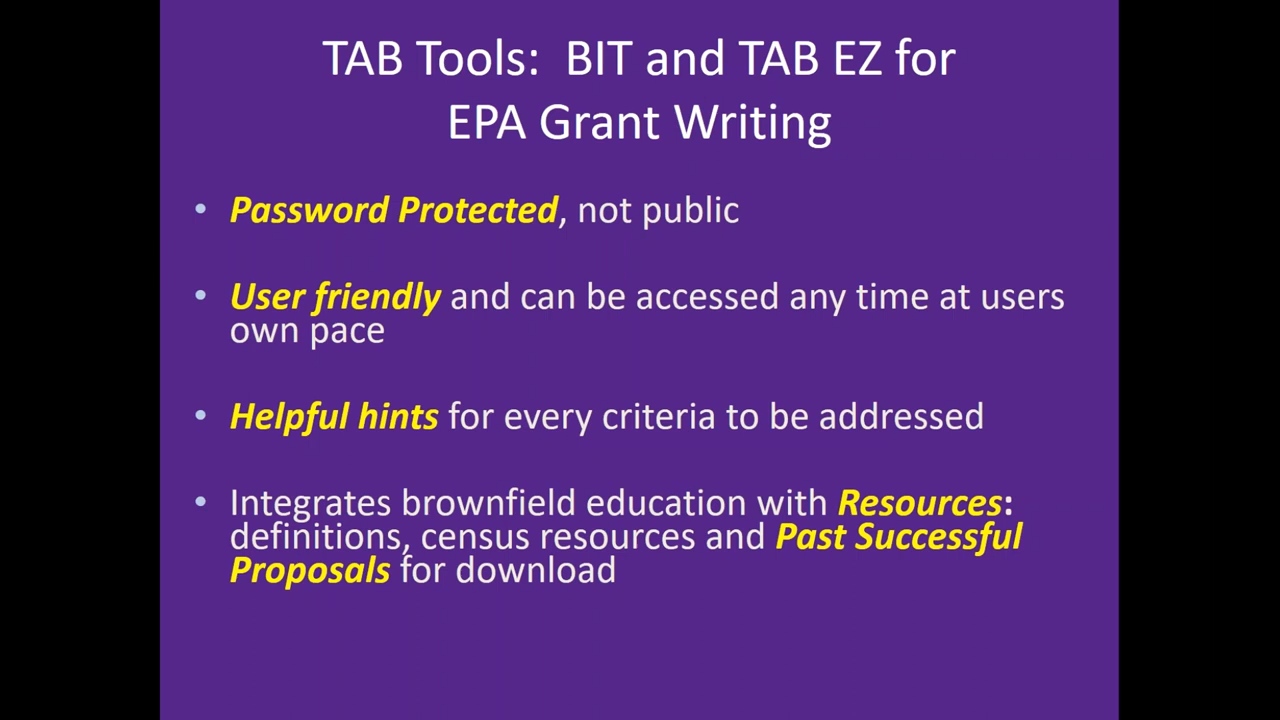 TAB Tools:  BIT and TAB EZ for
EPA Grant Writing
• Password Protected, not public
• User friendly and can be accessed any time at users
own pace
• Helpful hints for every criteria to be addressed
• Integrates brownfield education with Resources:
definitions, census resources and Past Successful
Proposals for download